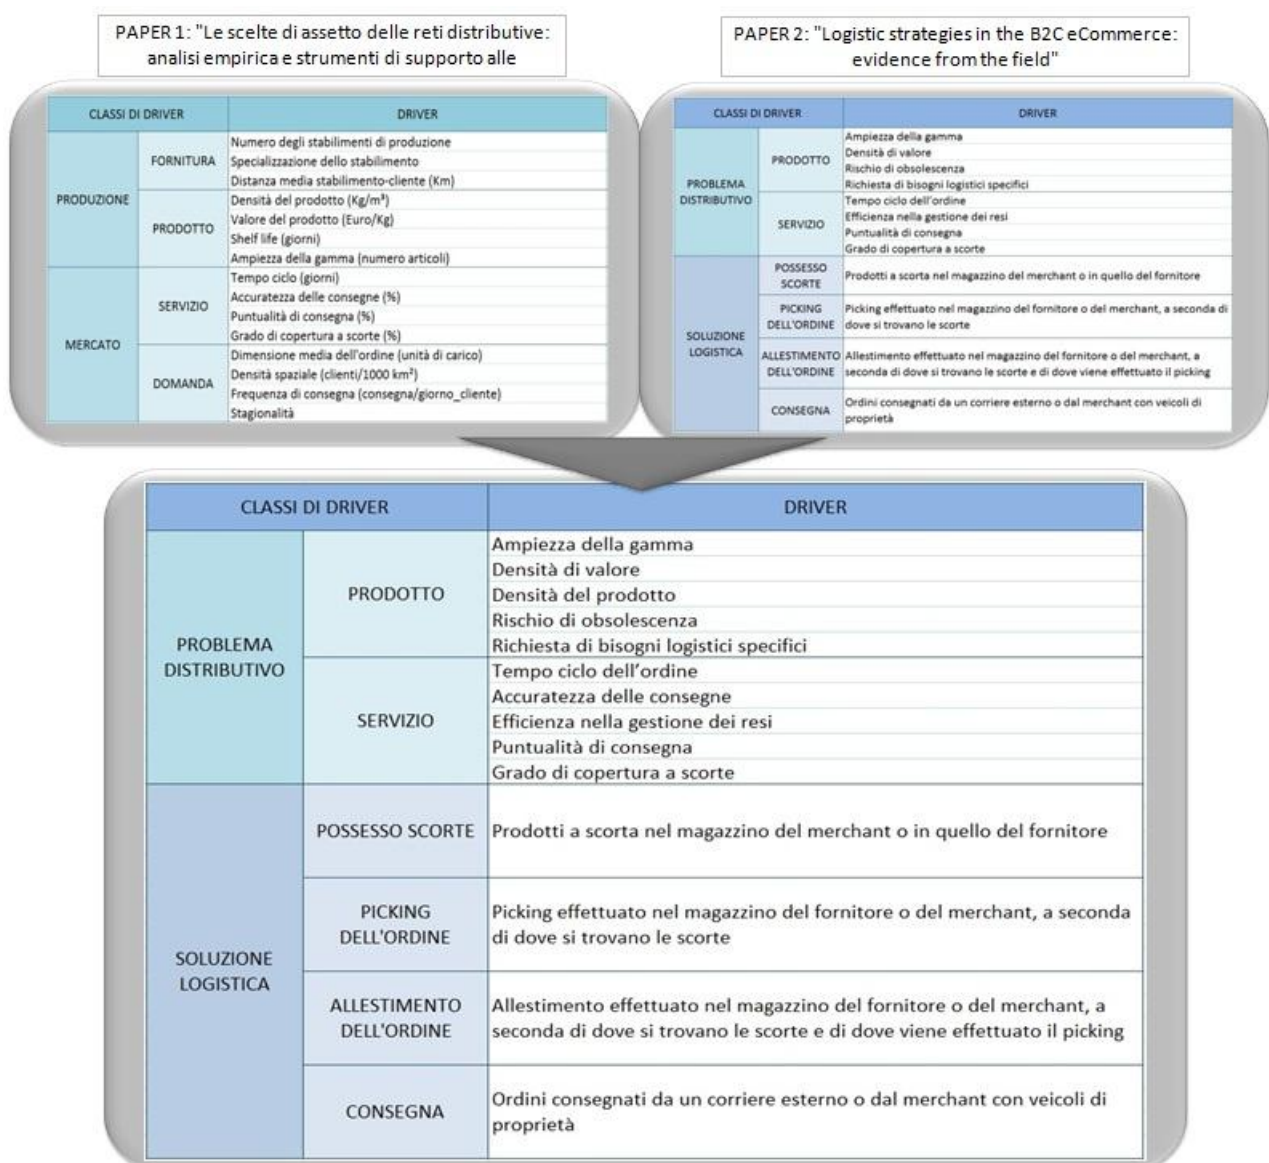 PAPER 1: "Le scelte di assetto delle reti distributive:
analisi empirica e strumenti di supporto alle
CLASSI DI DRIVER DRIVER
PRODUZIONE
FORNITURA
Numero degli stabilimenti di produzione
Specializzazione dello stabilimento
Distanza media stabilimento-cliente (Km)
PRODOTTO
Densità del prodotto (Kg/m³)
Valore del prodotto (Euro/Kg)
Shelf life (giorni)
Ampiezza della gamma (numero articoli)
MERCATO
SERVIZIO
Tempo ciclo (giorni)
Accuratezza delle consegne (%)
Puntualità di consegna (%)
Grado di copertura a scorte (%)
DOMANDA
Dimensione media dell'ordine (unità di carico)
Densità spaziale (clienti/1000 km²)
Frequenza di consegna (consegna/giorno_cliente)
Stagionalità
PAPER 2: "Logistic strategies in the B2C eCommerce:
evidence from the field"
CLASSI DI DRIVER DRIVER
PROBLEMA
DISTRIBUTIVO
PRODOTTO
Ampiezza della gamma
Densità di valore
Rischio di obsolescenza
Richiesta di bisogni logistici specifici
SERVIZIO
Tempo ciclo dell'ordine
Efficienza nella gestione dei resi
Puntualità di consegna
Grado di copertura a scorte
SOLUZIONE
LOGISTICA
POSSESSO
SCORTE
Prodotti a scorta nel magazzino del merchant o in quello del fornitore
PICKING
DELL'ORDINE
Picking effettuato nel magazzino del fornitore o del merchant, a seconda di
dove si trovano le scorte
ALLESTIMENTO
DELL'ORDINE
Allestimento effettuato nel magazzino del fornitore o del merchant, a
seconda di dove si trovano le scorte e di dove viene effettuato il picking
CONSEGNA
Ordini consegnati da un corriere esterno o dal merchant con veicoli di
proprietà
CLASSI DI DRIVER DRIVER
PROBLEMA
DISTRIBUTIVO
PRODOTTO
Ampiezza della gamma
Densità di valore
Densità del prodotto
Rischio di obsolescenza
Richiesta di bisogni logistici specifici
SERVIZIO
Tempo ciclo dell'ordine
Accuratezza delle consegne
Efficienza nella gestione dei resi
Puntualità di consegna
Grado di copertura a scorte
SOLUZIONE
LOGISTICA
POSSESSO SCORTE
Prodotti a scorta nel magazzino del merchant o in quello del fornitore
PICKING
DELL'ORDINE
Picking effettuato nel magazzino del fornitore o del merchant, a seconda
di dove si trovano le scorte
ALLESTIMENTO
DELL'ORDINE
Allestimento effettuato nel magazzino del fornitore o del merchant, a
seconda di dove si trovano le scorte e di dove viene effettuato il picking
CONSEGNA
Ordini consegnati da un corriere esterno o dal merchant con veicoli di
proprietà